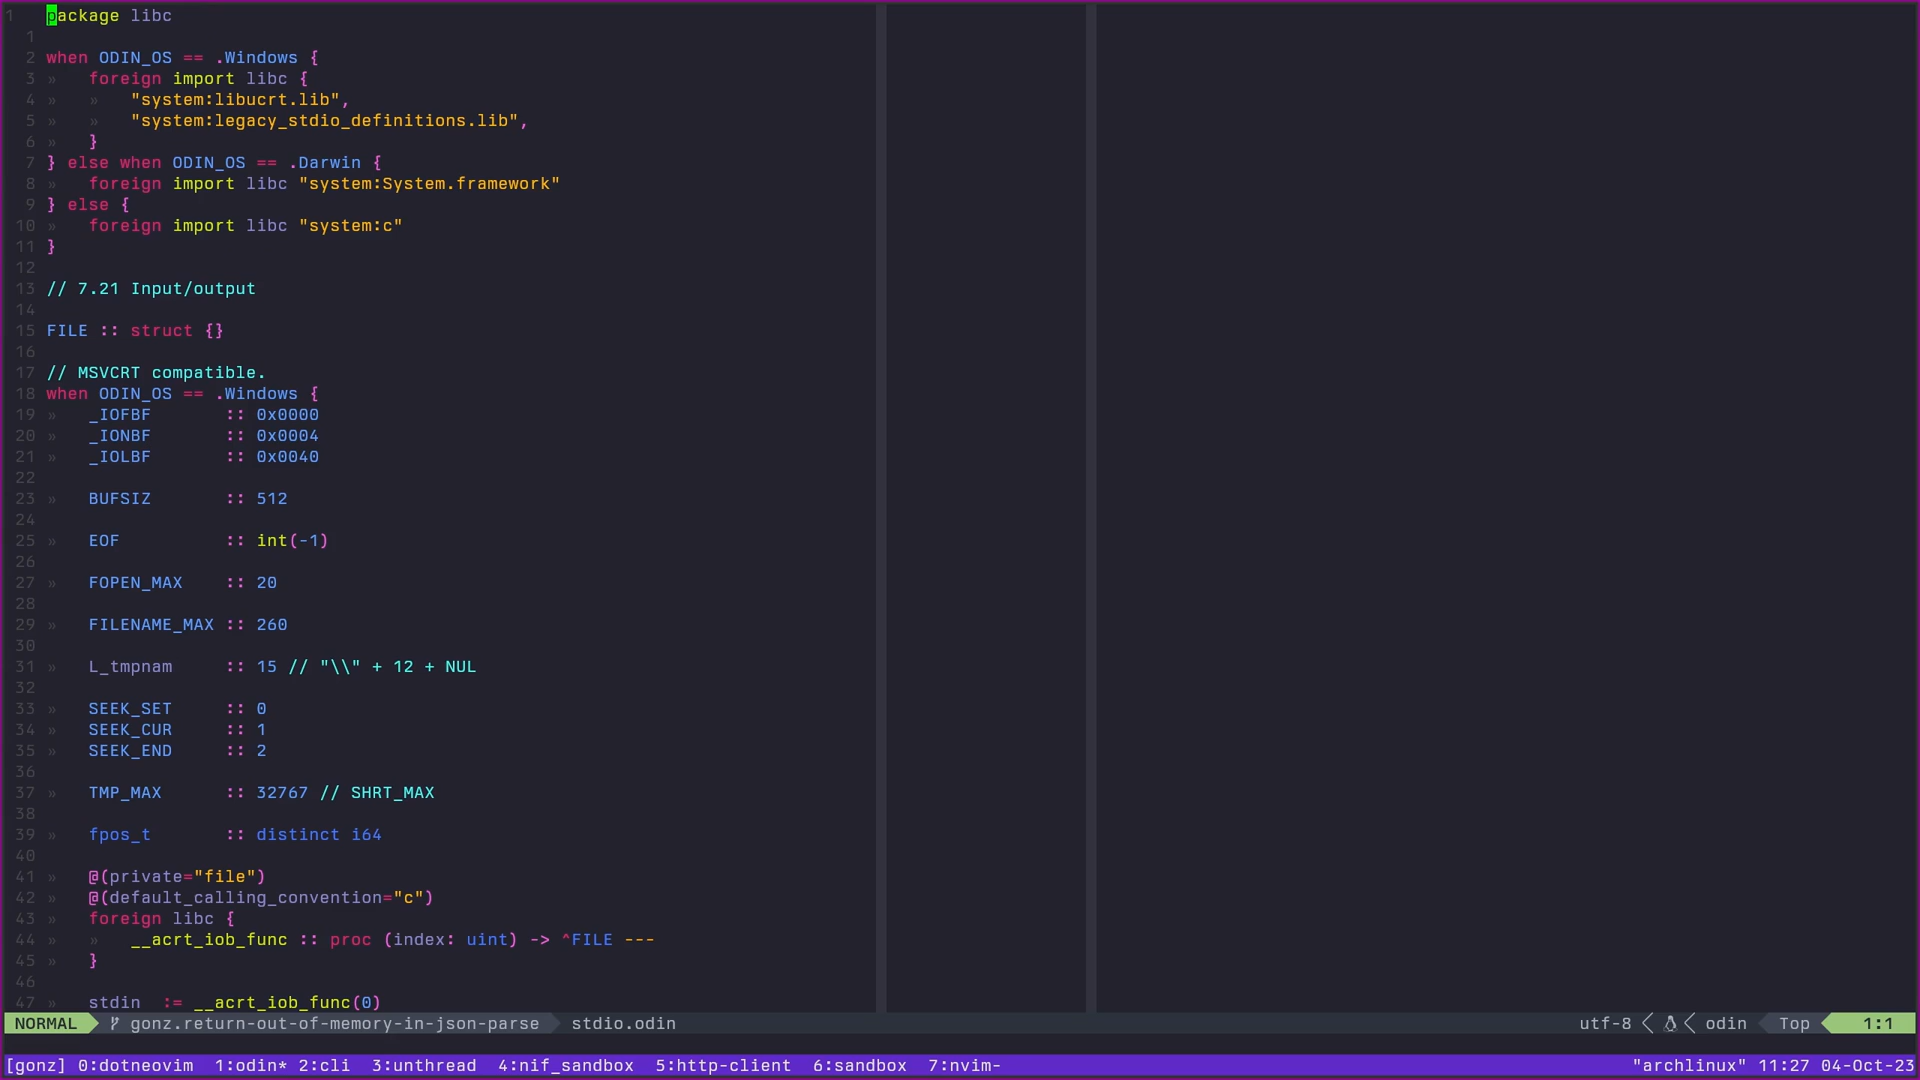 1 package libc
1
2 when ODIN_OS == .Windows {
3 »   foreign import libc {
4 »   »   "system:libucrt.lib",
5 »   »   "system:legacy_stdio_definitions.lib",
6 »   }
7 } else when ODIN_OS == .Darwin {
8 »   foreign import libc "system:System.framework"
9 } else {
10 »   foreign import libc "system:c"
11 }
12
13 // 7.21 Input/output
14
15 FILE :: struct {}
16
17 // MSVCRT compatible.
18 when ODIN_OS == .Windows {
19 »   _IOFBF       :: 0x0000
20 »   _IONBF       :: 0x0004
21 »   _IOLBF       :: 0x0040
22
23 »   BUFSIZ       :: 512
24
25 »   EOF          :: int(-1)
26
27 »   FOPEN_MAX    :: 20
28
29 »   FILENAME_MAX :: 260
30
31 »   L_tmpnam     :: 15 // "\\" + 12 + NUL
32
33 »   SEEK_SET     :: 0
34 »   SEEK_CUR     :: 1
35 »   SEEK_END     :: 2
36
37 »   TMP_MAX      :: 32767 // SHRT_MAX
38
39 »   fpos_t       :: distinct i64
40
41 »   @(private="file")
42 »   @(default_calling_convention="c")
43 »   foreign libc {
44 »   »   __acrt_iob_func :: proc (index: uint) -> ^FILE ---
45 »   }
46
47 »   stdin  := __acrt_iob_func(0)
NORMAL gonz.return-out-of-memory-in-json-parse stdio.odin utf-8 odin Top 1:1
[gonz] 0:dotneovim  1:odin* 2:cli  3:unthread  4:nif_sandbox  5:http-client  6:sandbox  7:nvim- "archlinux" 11:27 04-Oct-23